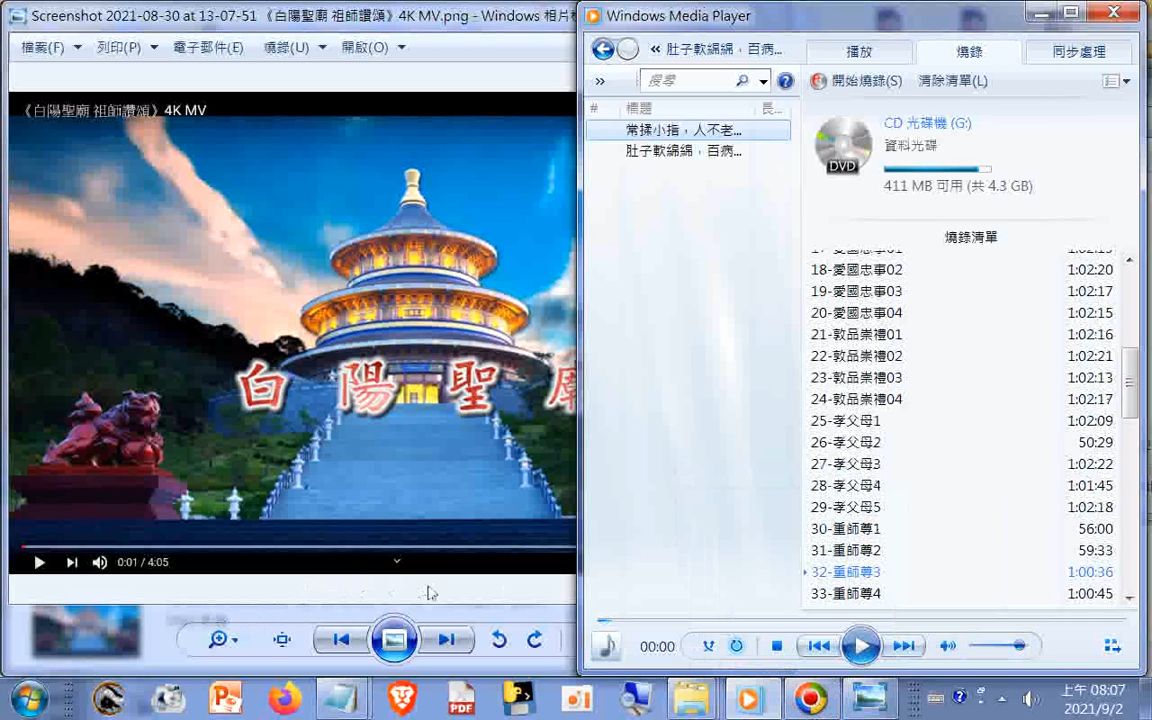 Screenshot 2021-08-30 at 13-07-51 《白陽聖廟 祖師讚頌》4K MV.png - Windows 相片
檔案(F)
列印(P)
電子郵件(E)
燒錄(U)
開啟(O)
《白陽聖廟 祖師讚頌》4K MV
白 陽 聖 廟
0:01 / 4:05
Windows Media Player
« 肚子軟綿綿，百病...
播放
燒錄
同步處理
»
搜尋
開始燒錄(S)
清除清單(L)
#
標題
長...
常揉小指，人不老...
肚子軟綿綿，百病...
CD 光碟機 (G:)
資料光碟
DVD
411 MB 可用 (共 4.3 GB)
燒錄清單
18-愛國忠事02 1:02:20
19-愛國忠事03 1:02:17
20-愛國忠事04 1:02:15
21-敦品崇禮01 1:02:16
22-敦品崇禮02 1:02:21
23-敦品崇禮03 1:02:13
24-敦品崇禮04 1:02:17
25-孝父母1 1:02:09
26-孝父母2 50:29
27-孝父母3 1:02:22
28-孝父母4 1:01:45
29-孝父母5 1:02:18
30-重師尊1 56:00
31-重師尊2 59:33
32-重師尊3 1:00:36
33-重師尊4 1:00:45
00:00
PDF
上午 08:07
2021/9/2